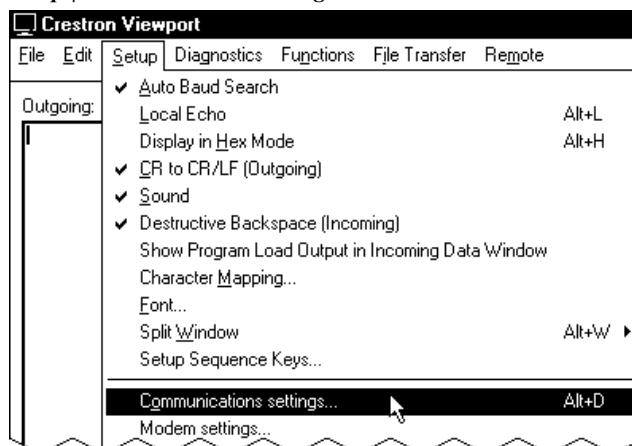 Crestron Viewport
File Edit Setup Diagnostics Functions File Transfer Remote
Auto Baud Search
Outgoing:
Local Echo Alt+L
Display in Hex Mode Alt+H
CR to CR/LF (Outgoing)
Sound
Destructive Backspace (Incoming)
Show Program Load Output in Incoming Data Window
Character Mapping...
Font...
Split Window Alt+W
Setup Sequence Keys...
Communications settings... Alt+D
Modem settings...